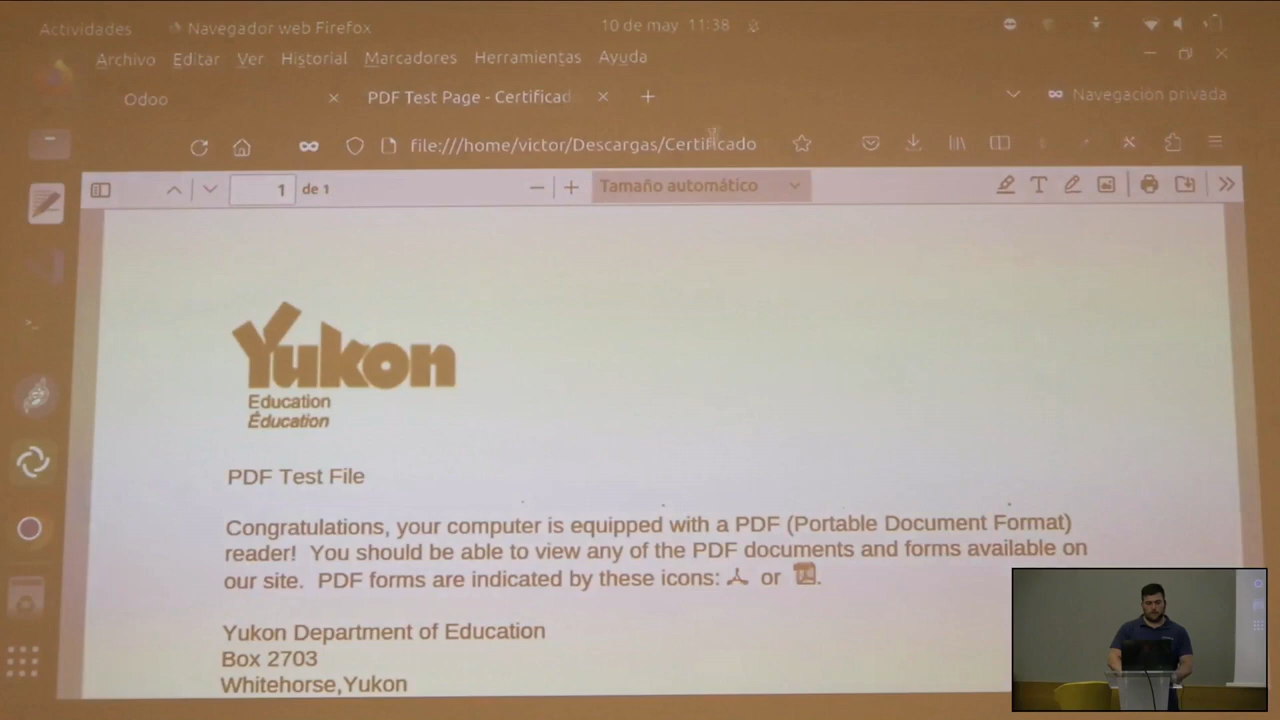 Actividades Navegador web Firefox 10 de may 11:38
Archivo Editar Ver Historial Marcadores Herramientas Ayuda
Odoo PDF Test Page - Certificad Navegación privada
file:///home/victor/Descargas/Certificado
1 de 1 Tamaño automático
Yukon
Education
Éducation
PDF Test File
Congratulations, your computer is equipped with a PDF (Portable Document Format)
reader! You should be able to view any of the PDF documents and forms available on
our site. PDF forms are indicated by these icons: or .
Yukon Department of Education
Box 2703
Whitehorse,Yukon